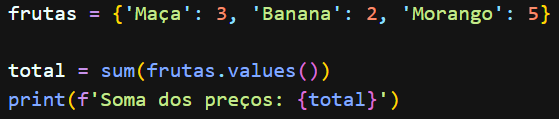 frutas = {'Maça': 3, 'Banana': 2, 'Morango': 5}
total = sum(frutas.values())
print(f'Soma dos preços: {total}')